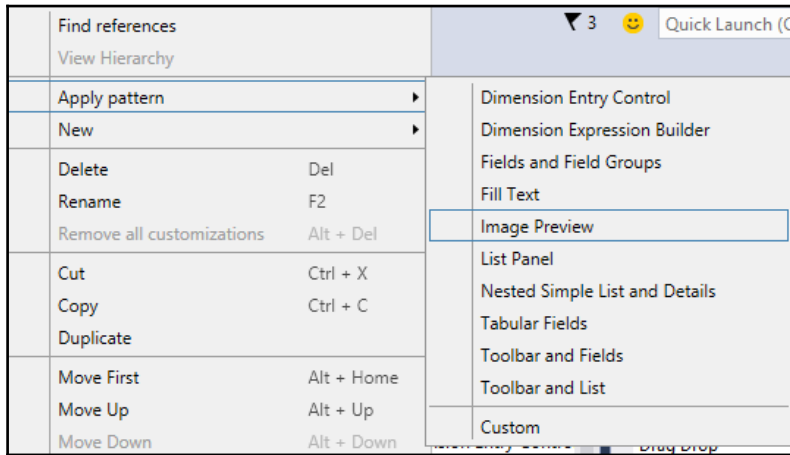 Find references
View Hierarchy
Apply pattern
New
Delete Del
Rename F2
Remove all customizations Alt + Del
Cut Ctrl + X
Copy Ctrl + C
Duplicate
Move First Alt + Home
Move Up Alt + Up
Move Down Alt + Down
3 Quick Launch (C
Dimension Entry Control
Dimension Expression Builder
Fields and Field Groups
Fill Text
Image Preview
List Panel
Nested Simple List and Details
Tabular Fields
Toolbar and Fields
Toolbar and List
Custom